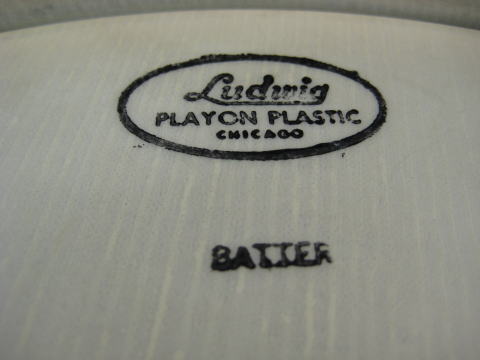 Ludwig
PLAYON PLASTIC
CHICAGO
BATTER